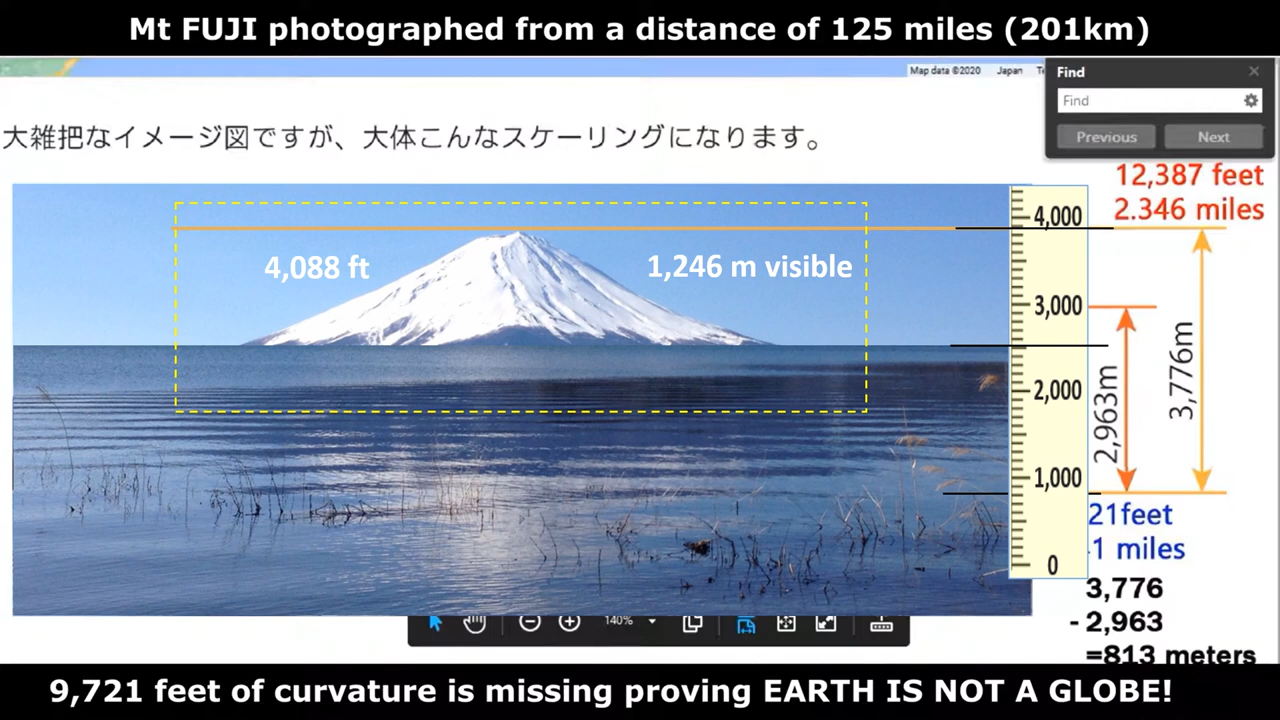 Mt FUJI photographed from a distance of 125 miles (201km)
Map data ©2020 Japan
Find
Find
Previous Next
大雑把なイメージ図ですが、大体こんなスケーリングになります。
12,387 feet
2.346 miles
4,000
4,088 ft 1,246 m visible
3,000
2,963m
3,776m
2,000
1,000
21feet
1 miles
0
3,776
- 2,963
=813 meters
140%
9,721 feet of curvature is missing proving EARTH IS NOT A GLOBE!